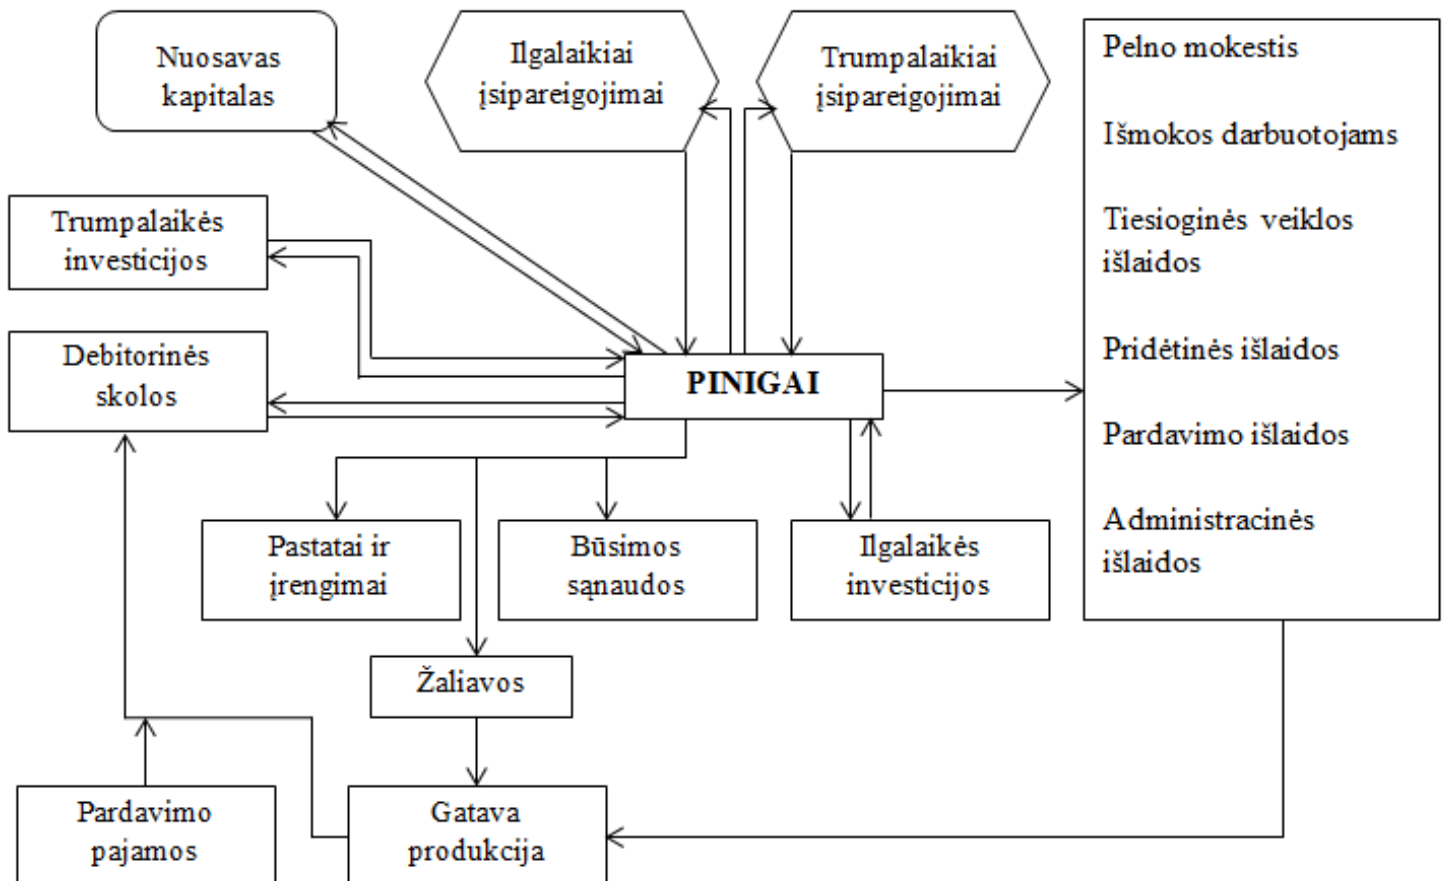 Nuosavas
kapitalas
Ilgalaikiai
įsipareigojimai
Trumpalaikiai
įsipareigojimai
Pelno mokestis
Išmokos darbuotojams
Tiesioginės veiklos
išlaidos
Pridėtinės išlaidos
Pardavimo išlaidos
Administracinės
išlaidos
Trumpalaikės
investicijos
Debitorinės
skolos
PINIGAI
Pastatai ir
įrengimai
Būsimos
sąnaudos
Ilgalaikės
investicijos
Žaliavos
Pardavimo
pajamos
Gatava
produkcija